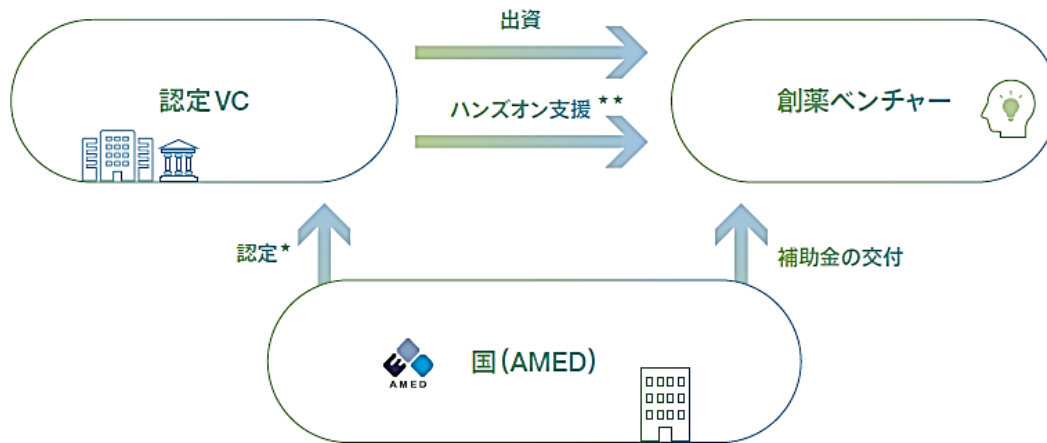 出資
認定VC
ハンズオン支援★★
創薬ベンチャー
認定★
補助金の交付
国(AMED)
AMED